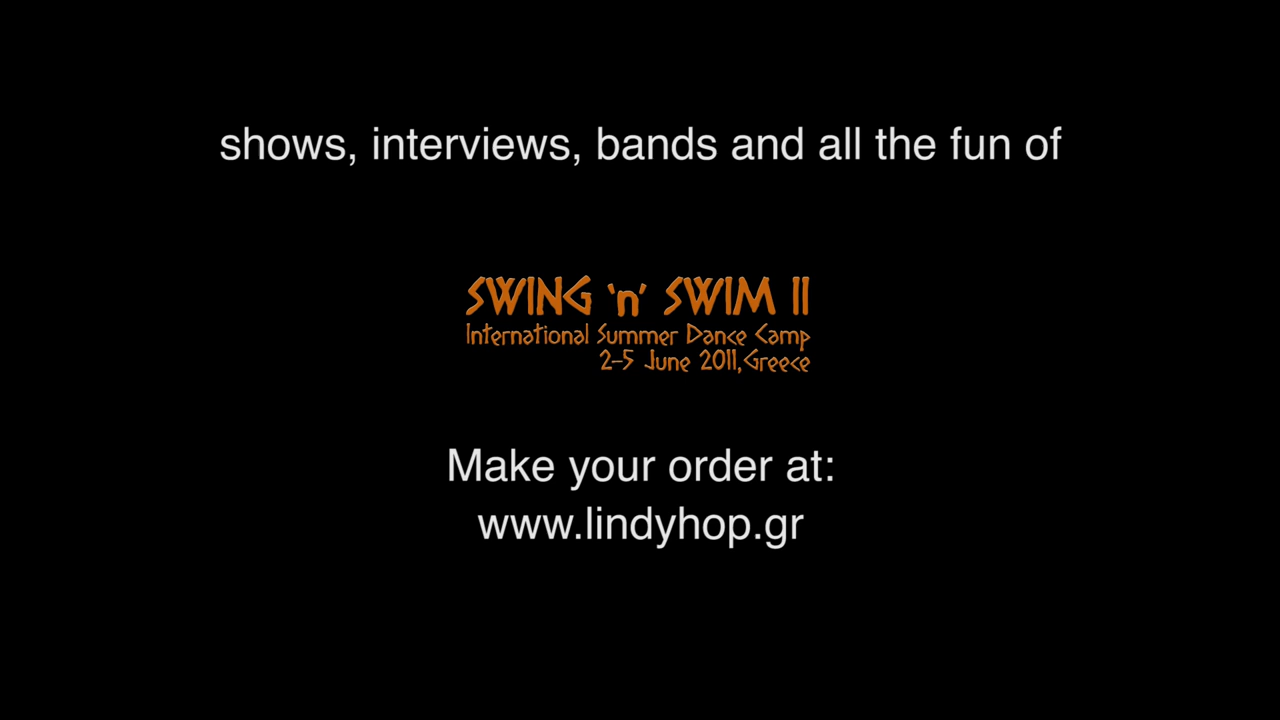 shows, interviews, bands and all the fun of
SWING 'n' SWIM II
International Summer Dance Camp
2-5 June 2011, Greece
Make your order at:
www.lindyhop.gr